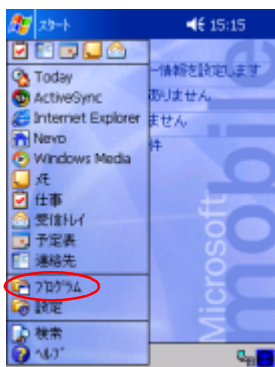 スタート 15:15
Today
ActiveSync
Internet Explorer
Nevo
Windows Media
メモ
仕事
受信トレイ
予定表
連絡先
プログラム
設定
検索
ヘルプ
ー情報を設定します
ありません
ません
件
Microsoft
mobile